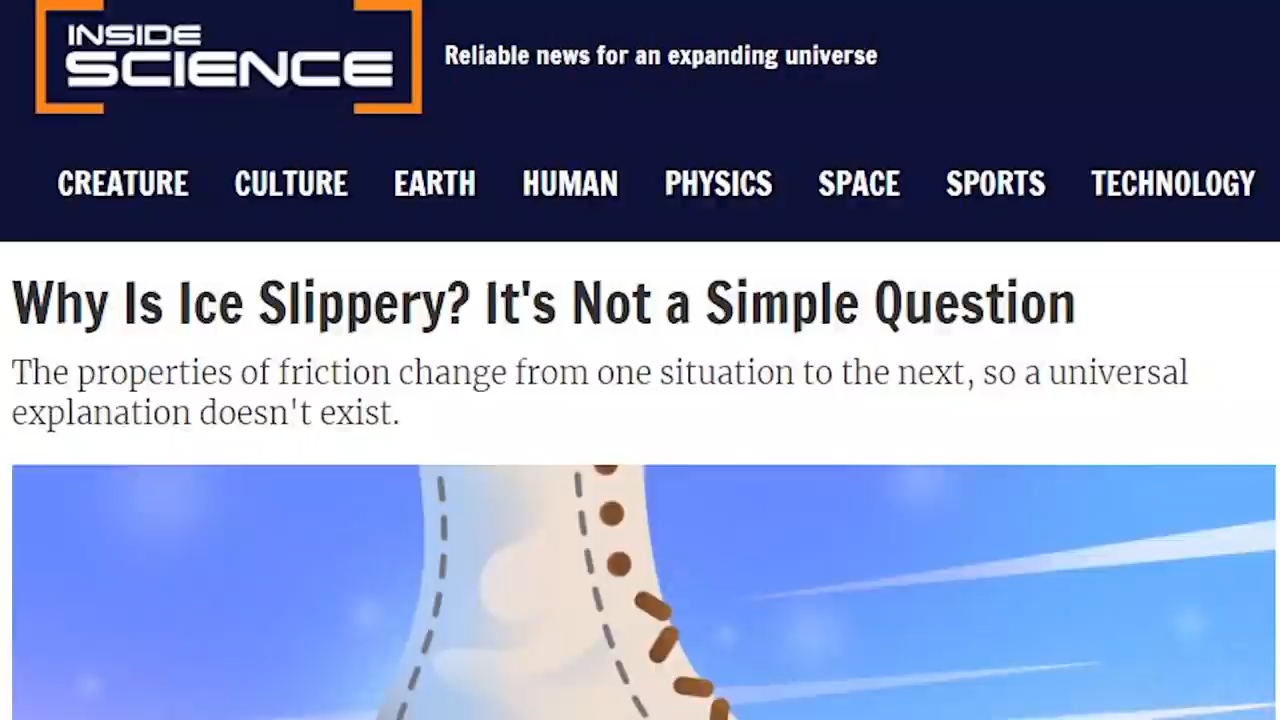 INSIDE
SCIENCE
Reliable news for an expanding universe
CREATURE CULTURE EARTH HUMAN PHYSICS SPACE SPORTS TECHNOLOGY
Why Is Ice Slippery? It's Not a Simple Question
The properties of friction change from one situation to the next, so a universal
explanation doesn't exist.